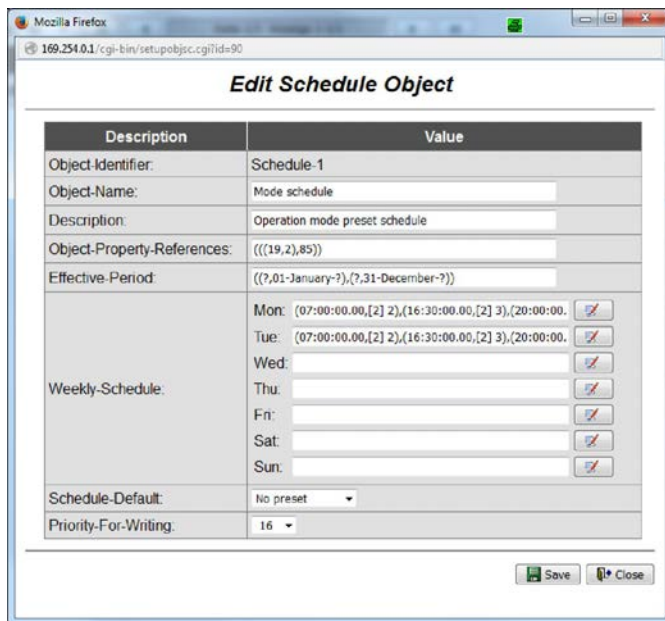 Mozilla Firefox
169.254.0.1/cgi-bin/setupobjsc.cgi?id=90
Edit Schedule Object
Description Value
Object-Identifier: Schedule-1
Object-Name: Mode schedule
Description: Operation mode preset schedule
Object-Property-References: (((19,2),85))
Effective-Period: ((?,01-January-?),(?,31-December-?))
Weekly-Schedule:
Mon: (07:00:00.00,[2] 2),(16:30:00.00,[2] 3),(20:00:00.
Tue: (07:00:00.00,[2] 2),(16:30:00.00,[2] 3),(20:00:00.
Wed:
Thu:
Fri:
Sat:
Sun:
Schedule-Default: No preset
Priority-For-Writing: 16
Save Close